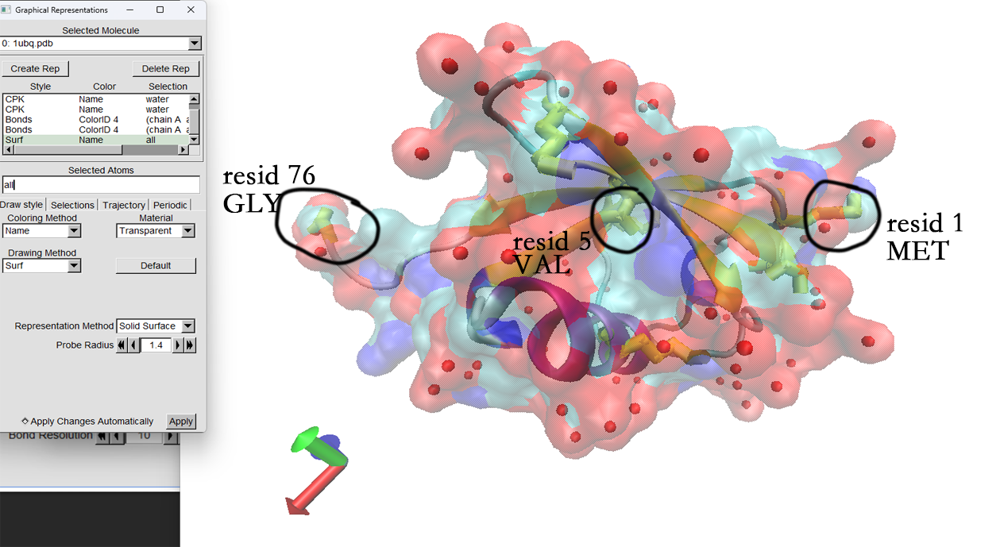 Graphical Representations
Selected Molecule
0: 1ubq.pdb
Create Rep Delete Rep
Style Color Selection
CPK Name water
CPK Name water
Bonds ColorID 4 (chain A a
Bonds ColorID 4 (chain A a
Surf Name all
Selected Atoms
all
Draw style Selections Trajectory Periodic
Coloring Method Material
Name Transparent
Drawing Method
Surf Default
Representation Method Solid Surface
Probe Radius 1.4
Apply Changes Automatically Apply
Bond Resolution 10
resid 76
GLY
resid 5
VAL
resid 1
MET